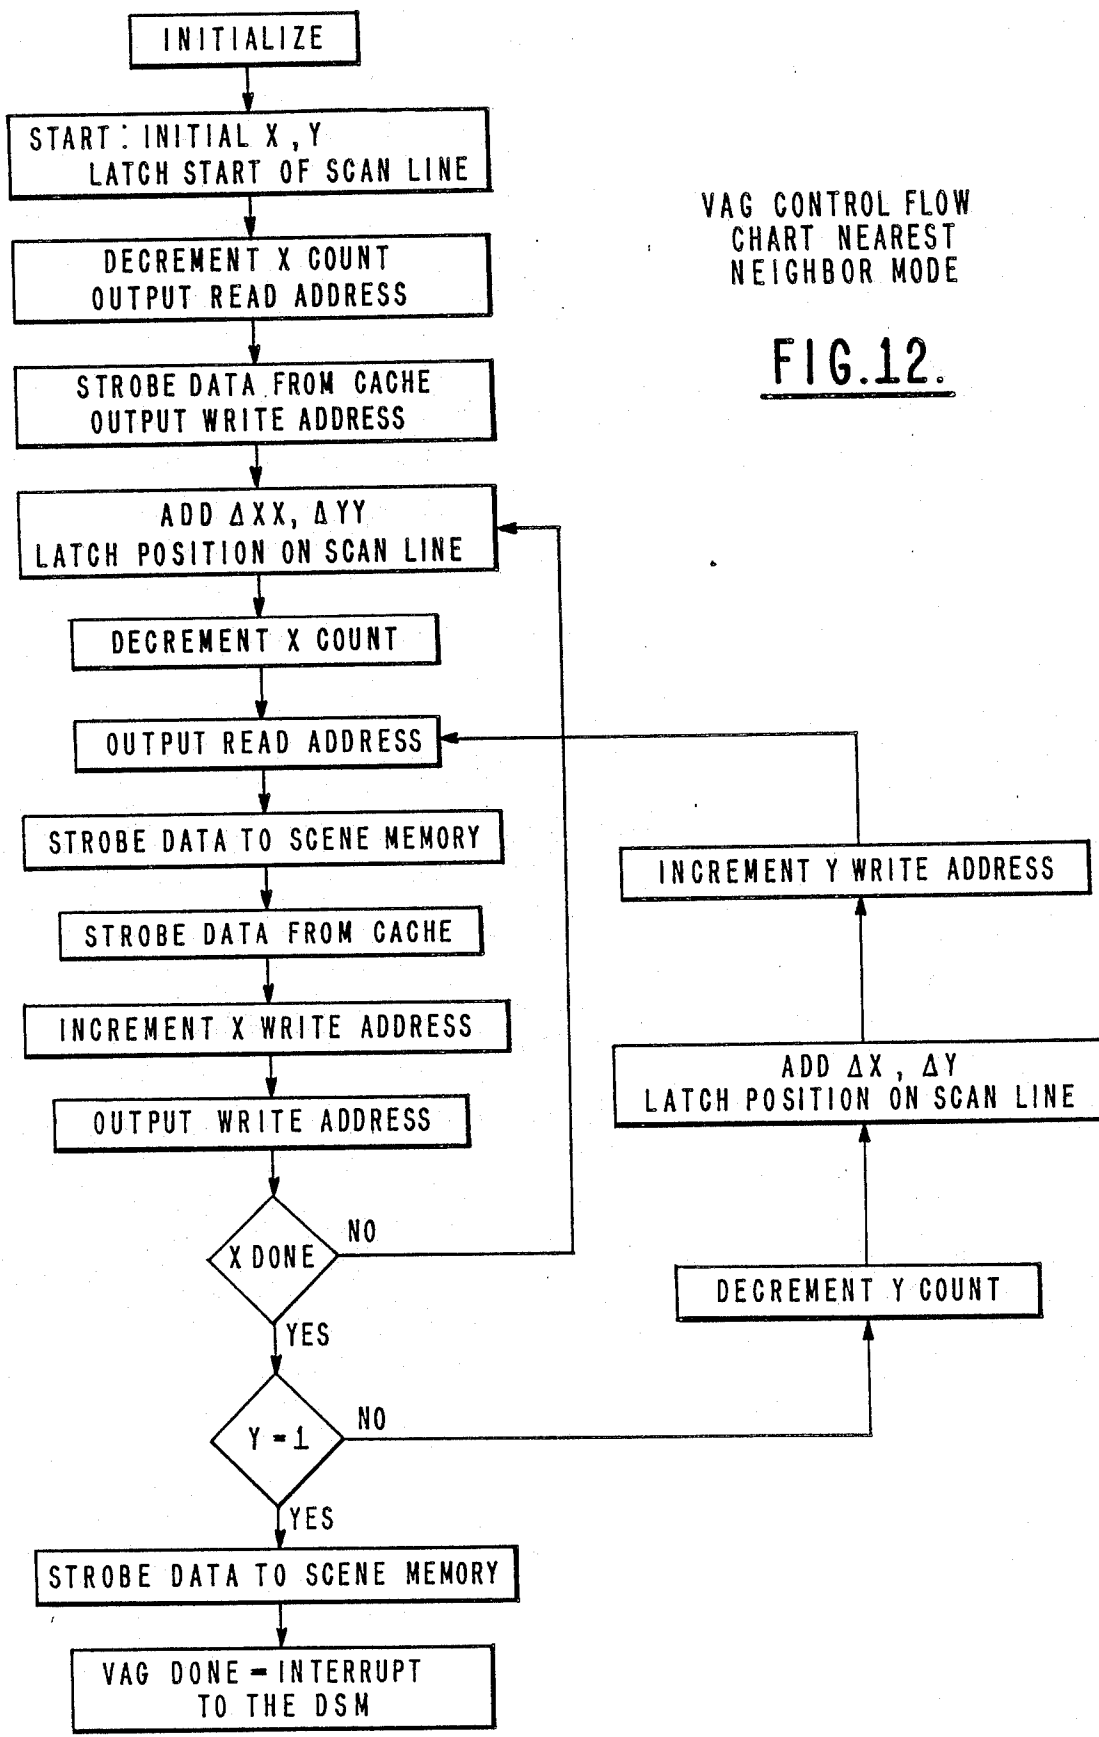 INITIALIZE
START: INITIAL X, Y
LATCH START OF SCAN LINE
DECREMENT X COUNT
OUTPUT READ ADDRESS
STROBE DATA FROM CACHE
OUTPUT WRITE ADDRESS
ADD ΔXX, ΔYY
LATCH POSITION ON SCAN LINE
DECREMENT X COUNT
OUTPUT READ ADDRESS
STROBE DATA TO SCENE MEMORY
STROBE DATA FROM CACHE
INCREMENT X WRITE ADDRESS
OUTPUT WRITE ADDRESS
X DONE
NO
YES
Y = 1
NO
YES
STROBE DATA TO SCENE MEMORY
VAG DONE - INTERRUPT
TO THE DSM
VAG CONTROL FLOW
CHART NEAREST
NEIGHBOR MODE
FIG.12.
INCREMENT Y WRITE ADDRESS
ADD ΔX, ΔY
LATCH POSITION ON SCAN LINE
DECREMENT Y COUNT